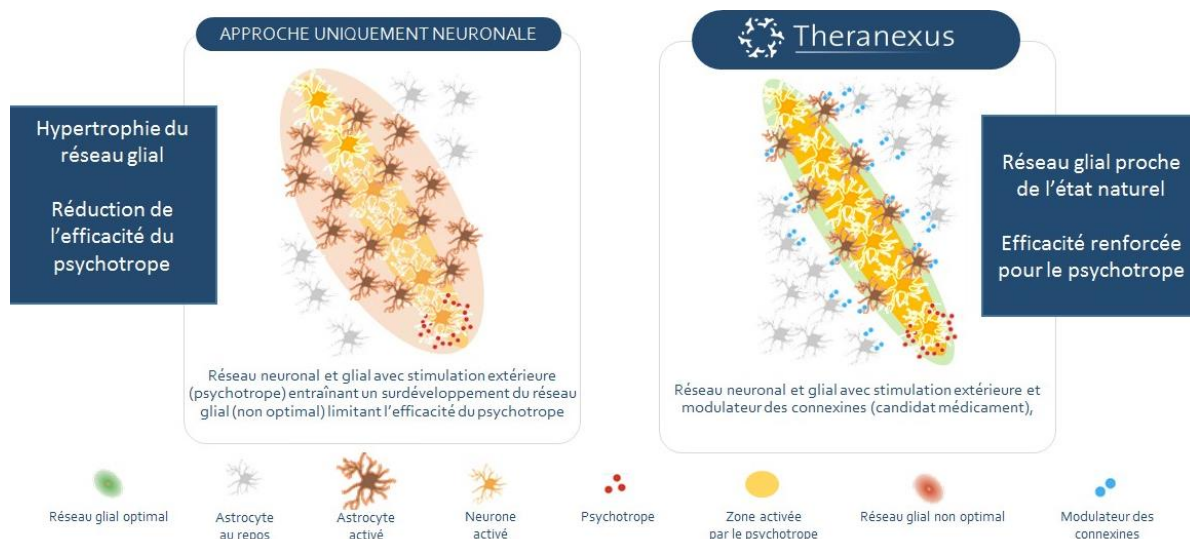 APPROCHE UNIQUEMENT NEURONALE
Theranexus
Hypertrophie du
réseau glial
Réduction de
l'efficacité du
psychotrope
Réseau glial proche
de l'état naturel
Efficacité renforcée
pour le psychotrope
Réseau neuronal et glial avec stimulation extérieure
(psychotrope) entraînant un surdéveloppement du réseau
glial (non optimal) limitant l'efficacité du psychotrope
Réseau neuronal et glial avec stimulation extérieure et
modulateur des connexines (candidat médicament),
Réseau glial optimal
Astrocyte
au repos
Astrocyte
activé
Neurone
activé
Psychotrope
Zone activée
par le psychotrope
Réseau glial non optimal
Modulateur des
connexines